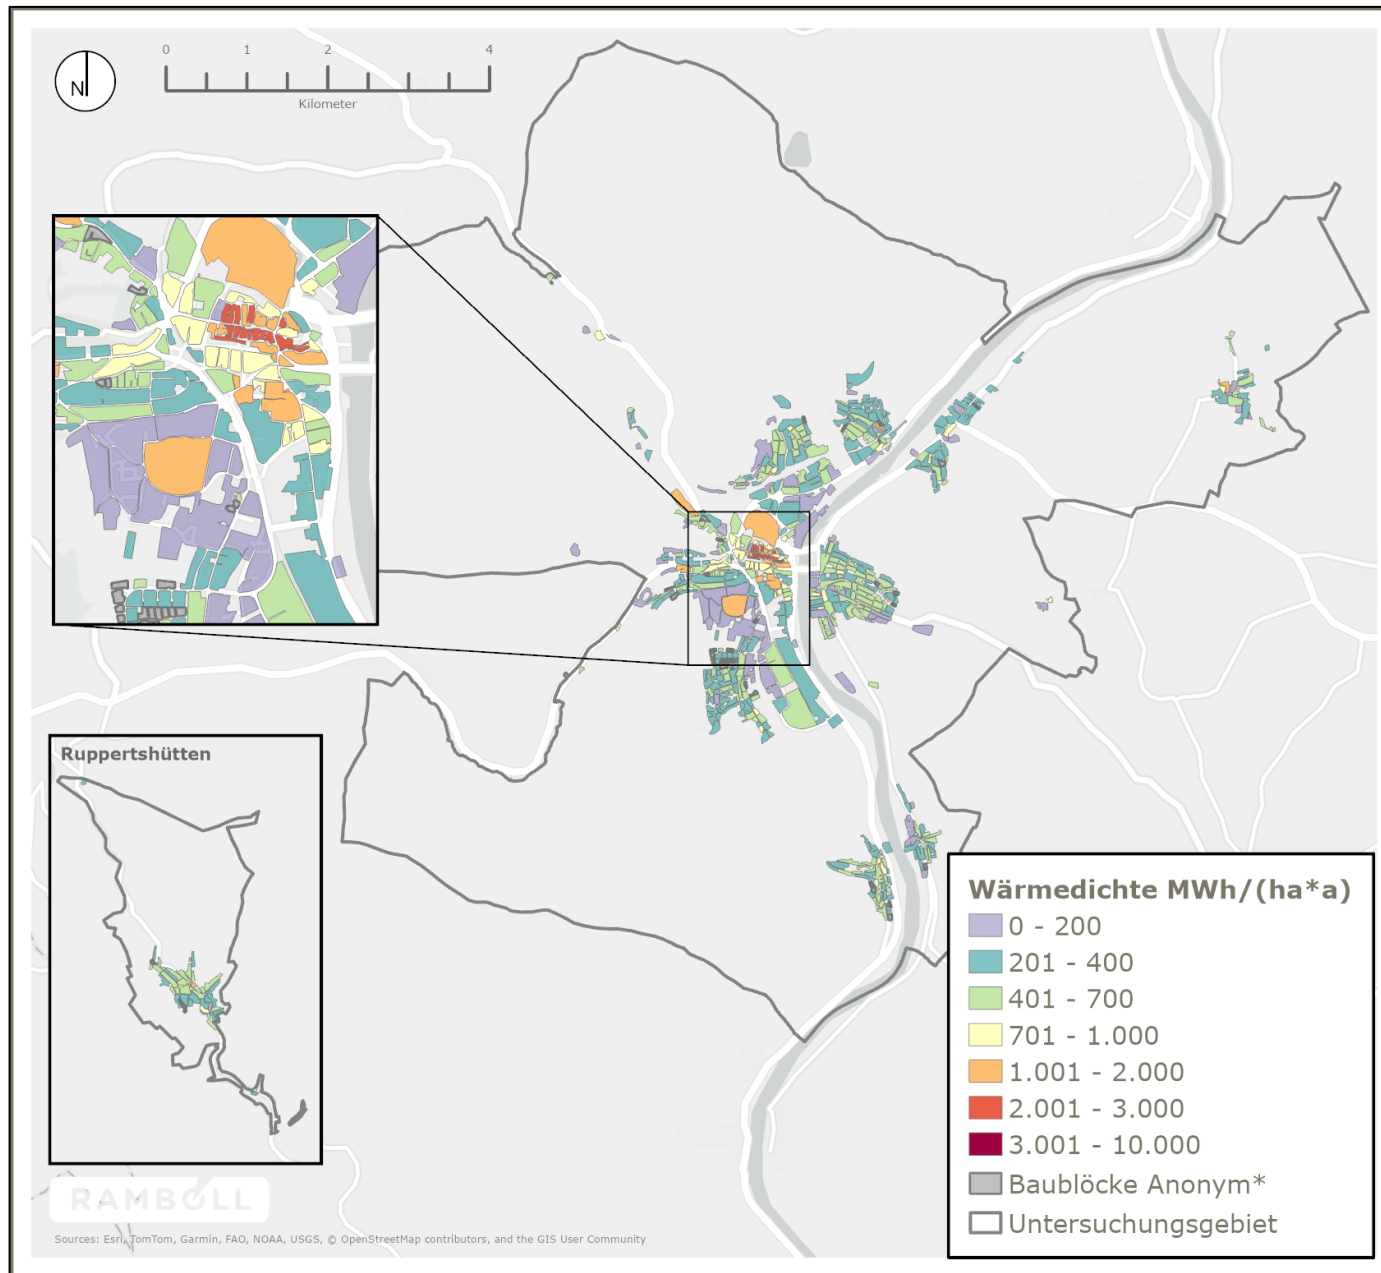 0 1 2 4
Kilometer
N
Ruppertshütten
Wärmedichte MWh/(ha*a)
0 - 200
201 - 400
401 - 700
701 - 1.000
1.001 - 2.000
2.001 - 3.000
3.001 - 10.000
Baublöcke Anonym*
Untersuchungsgebiet
RAMBOLL
Sources: Esri, TomTom, Garmin, FAO, NOAA, USGS, © OpenStreetMap contributors, and the GIS User Community